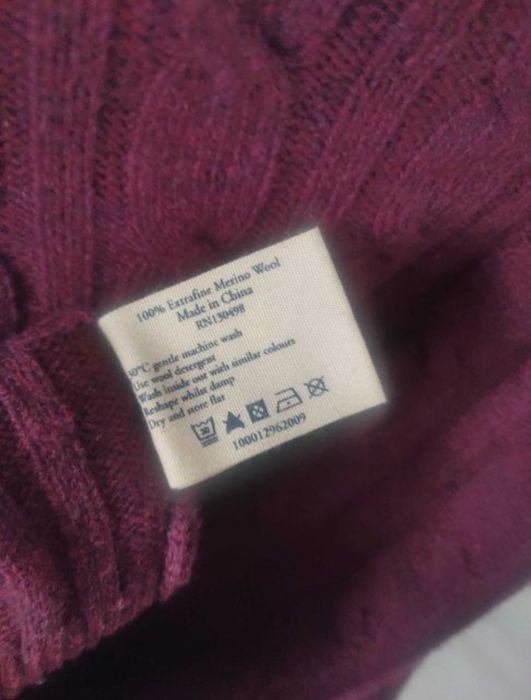 100% Extrafine Merino Wool
Made in China
RN130498
30°C gentle machine wash
Use wool detergent
Wash inside out with similar colours
Reshape whilst damp
Dry and store flat
30
100012962009